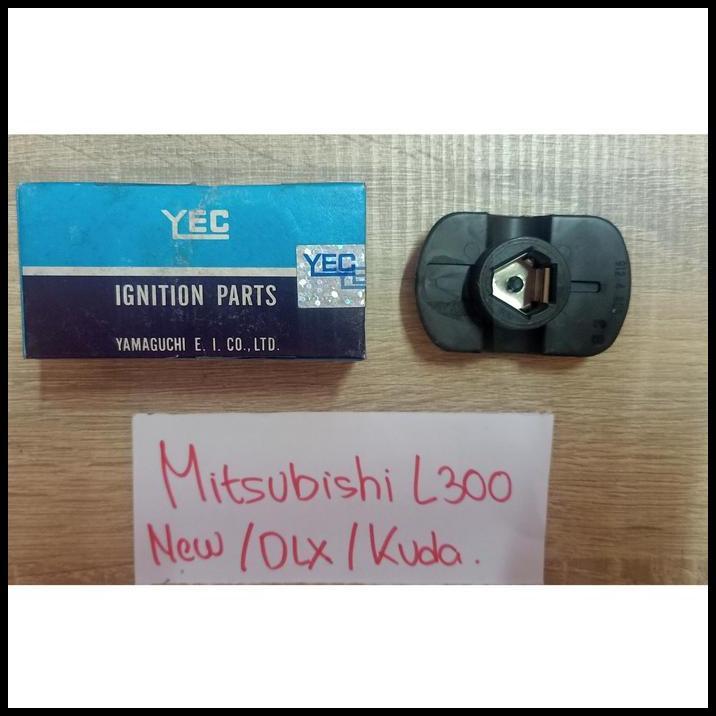 YEC
YEC
IGNITION PARTS
YAMAGUCHI E. I. CO., LTD.
Mitsubishi L300
New / DLX / Kuda.